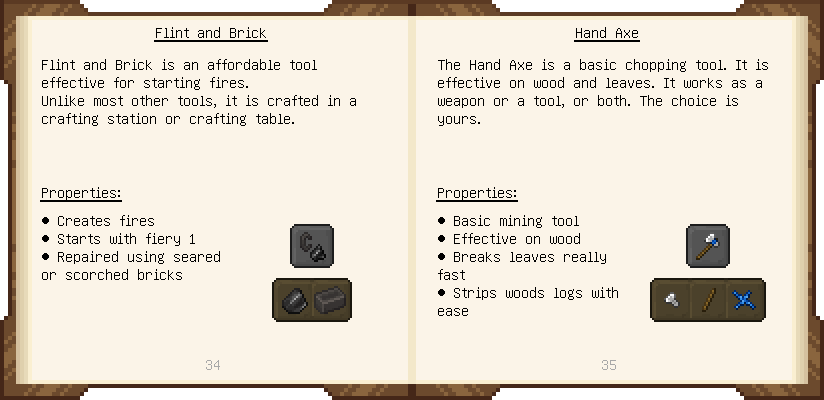 Flint and Brick
Flint and Brick is an affordable tool
effective for starting fires.
Unlike most other tools, it is crafted in a
crafting station or crafting table.
Properties:
• Creates fires
• Starts with fiery 1
• Repaired using seared
or scorched bricks
34
Hand Axe
The Hand Axe is a basic chopping tool. It is
effective on wood and leaves. It works as a
weapon or a tool, or both. The choice is
yours.
Properties:
• Basic mining tool
• Effective on wood
• Breaks leaves really
fast
• Strips woods logs with
ease
35